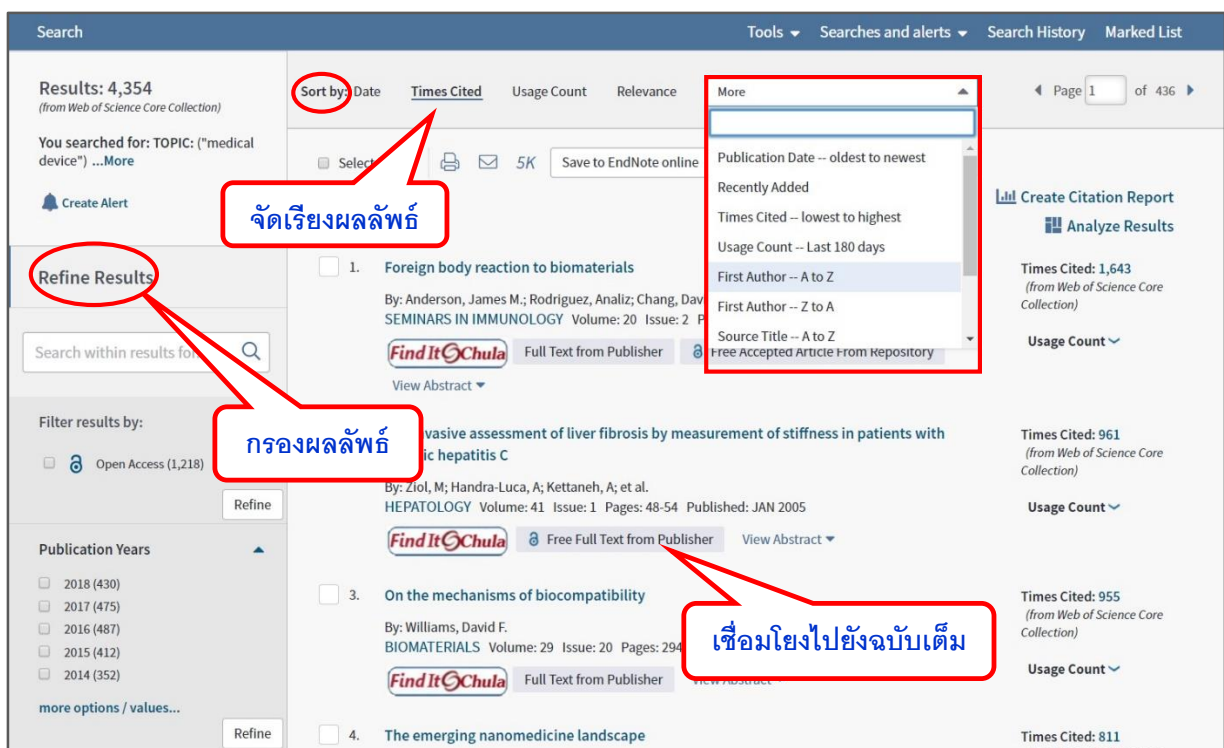 Search Tools Searches and alerts Search History Marked List
Results: 4,354
(from Web of Science Core Collection)
You searched for: TOPIC: ("medical
device") ...More
Create Alert
Sort by: Date Times Cited Usage Count Relevance More
Page 1 of 436
Select 5K Save to EndNote online
จัดเรียงผลลัพธ์
Publication Date -- oldest to newest
Recently Added
Times Cited -- lowest to highest
Usage Count -- Last 180 days
First Author -- A to Z
First Author -- Z to A
Source Title -- A to Z
Create Citation Report
Analyze Results
Refine Results
Search within results for
กรองผลลัพธ์
Filter results by:
Open Access (1,218)
Refine
Publication Years
2018 (430)
2017 (475)
2016 (487)
2015 (412)
2014 (352)
more options / values...
Refine
1. Foreign body reaction to biomaterials
By: Anderson, James M.; Rodriguez, Analiz; Chang,
SEMINARS IN IMMUNOLOGY Volume: 20 Issue: 2
Find It@Chula Full Text from Publisher Free Accepted Article From Repository
View Abstract
Times Cited: 1,643
(from Web of Science Core
Collection)
Usage Count
assessment of liver fibrosis by measurement of stiffness in patients with
hepatitis C
By: Ziol, M; Handra-Luca, A; Kettaneh, A; et al.
HEPATOLOGY Volume: 41 Issue: 1 Pages: 48-54 Published: JAN 2005
Find It@Chula Free Full Text from Publisher View Abstract
Times Cited: 961
(from Web of Science Core
Collection)
Usage Count
เชื่อมโยงไปยังฉบับเต็ม
3. On the mechanisms of biocompatibility
By: Williams, David F.
BIOMATERIALS Volume: 29 Issue: 20 Pages: 294
Find It@Chula Full Text from Publisher View Abstract
Times Cited: 955
(from Web of Science Core
Collection)
Usage Count
4. The emerging nanomedicine landscape
Times Cited: 811